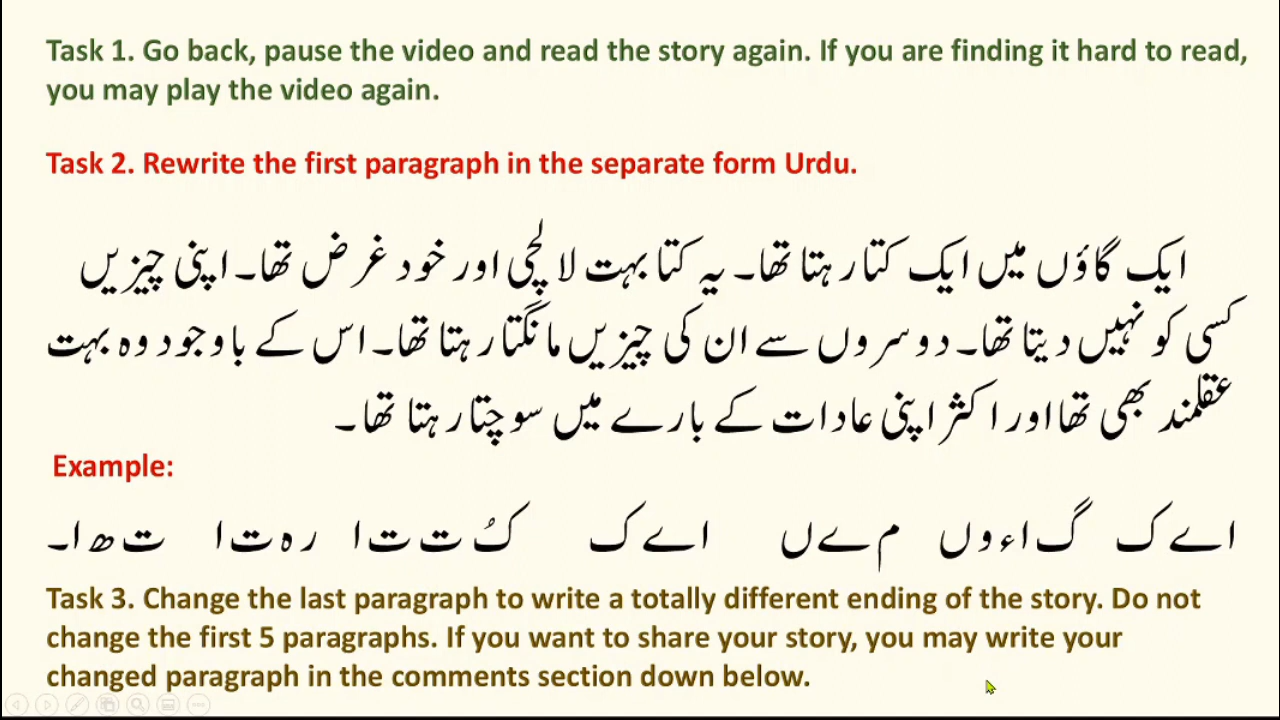 Task 1. Go back, pause the video and read the story again. If you are finding it hard to read,
you may play the video again.
Task 2. Rewrite the first paragraph in the separate form Urdu.
ایک گاؤں میں ایک کتا رہتا تھا۔ یہ کتا بہت لالچی اور خود غرض تھا۔ اپنی چیزیں
کسی کو نہیں دیتا تھا۔ دوسروں سے ان کی چیزیں مانگتا رہتا تھا۔ اس کے باوجود وہ بہت
عقلمند بھی تھا اور اکثر اپنی عادات کے بارے میں سوچتا رہتا تھا۔
Example:
ا ے ک گ ا ء و ں م ے ں ا ے ک کُ ت ت ا ر ہ ت ا ت ھ ا۔
Task 3. Change the last paragraph to write a totally different ending of the story. Do not
change the first 5 paragraphs. If you want to share your story, you may write your
changed paragraph in the comments section down below.